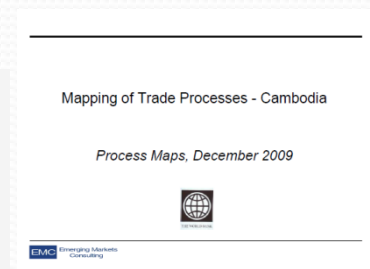 Mapping of Trade Processes - Cambodia
Process Maps, December 2009
EMC Emerging Markets
Consulting